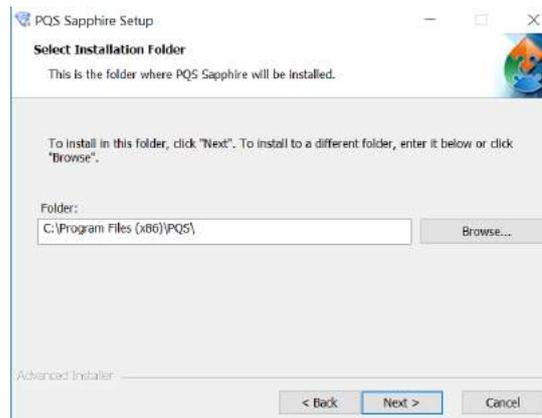 PQS Sapphire Setup
Select Installation Folder
This is the folder where PQS Sapphire will be installed.
To install in this folder, click "Next". To install to a different folder, enter it below or click
"Browse".
Folder:
C:\Program Files (x86)\PQS\
Browse...
Advanced Installer
< Back
Next >
Cancel